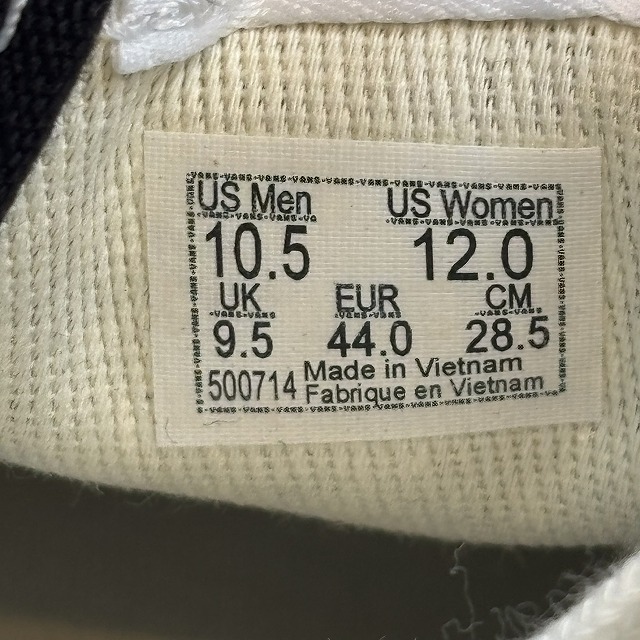 US Men US Women
10.5 12.0
UK EUR CM
9.5 44.0 28.5
500714 Made in Vietnam
Fabrique en Vietnam